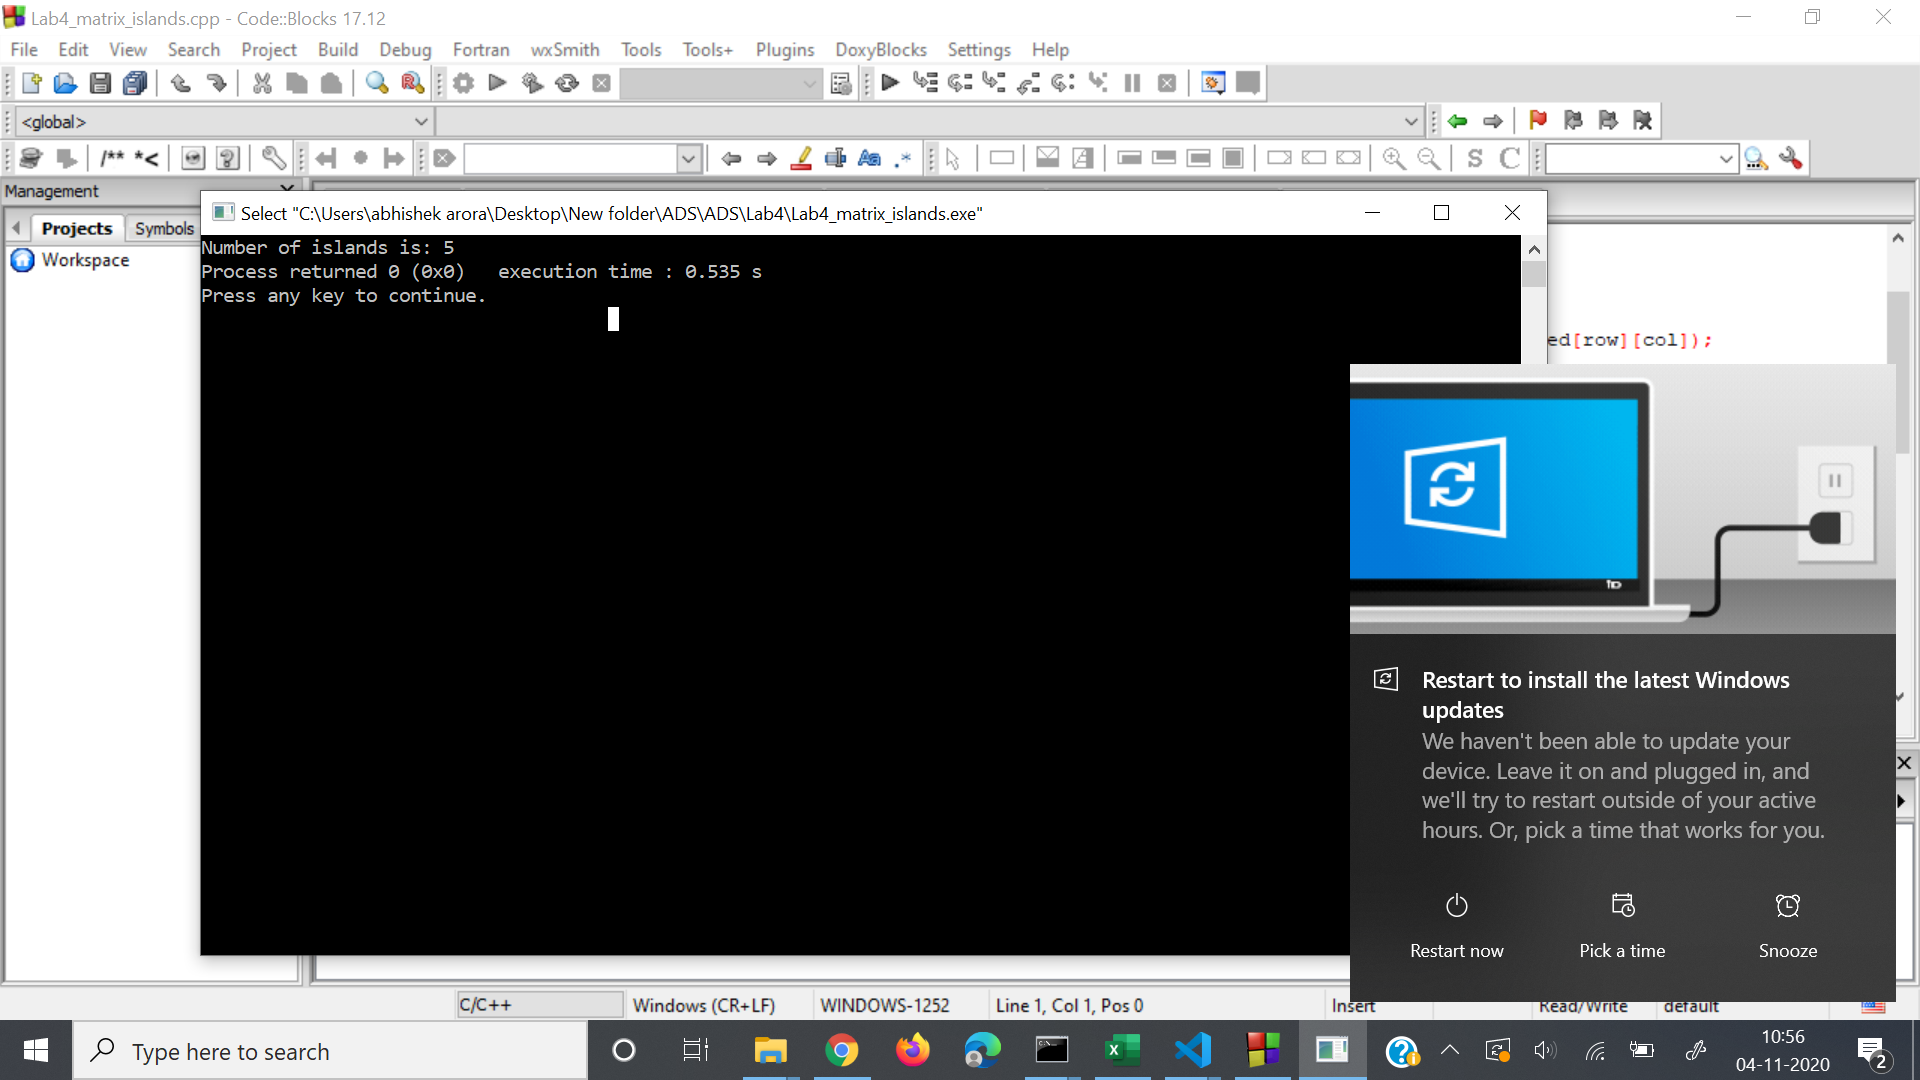 Lab4_matrix_islands.cpp - Code::Blocks 17.12
File Edit View Search Project Build Debug Fortran wxSmith Tools Tools+ Plugins DoxyBlocks Settings Help
<global>
/** *<
Management
Projects Symbols
Workspace
Select "C:\Users\abhishek arora\Desktop\New folder\ADS\ADS\Lab4\Lab4_matrix_islands.exe"
Number of islands is: 5
Process returned 0 (0x0)   execution time : 0.535 s
Press any key to continue.
ed[row][col]);
Restart to install the latest Windows
updates
We haven't been able to update your
device. Leave it on and plugged in, and
we'll try to restart outside of your active
hours. Or, pick a time that works for you.
Restart now Pick a time Snooze
C/C++ Windows (CR+LF) WINDOWS-1252 Line 1, Col 1, Pos 0 Insert Read/Write default
Type here to search
10:56
04-11-2020
2